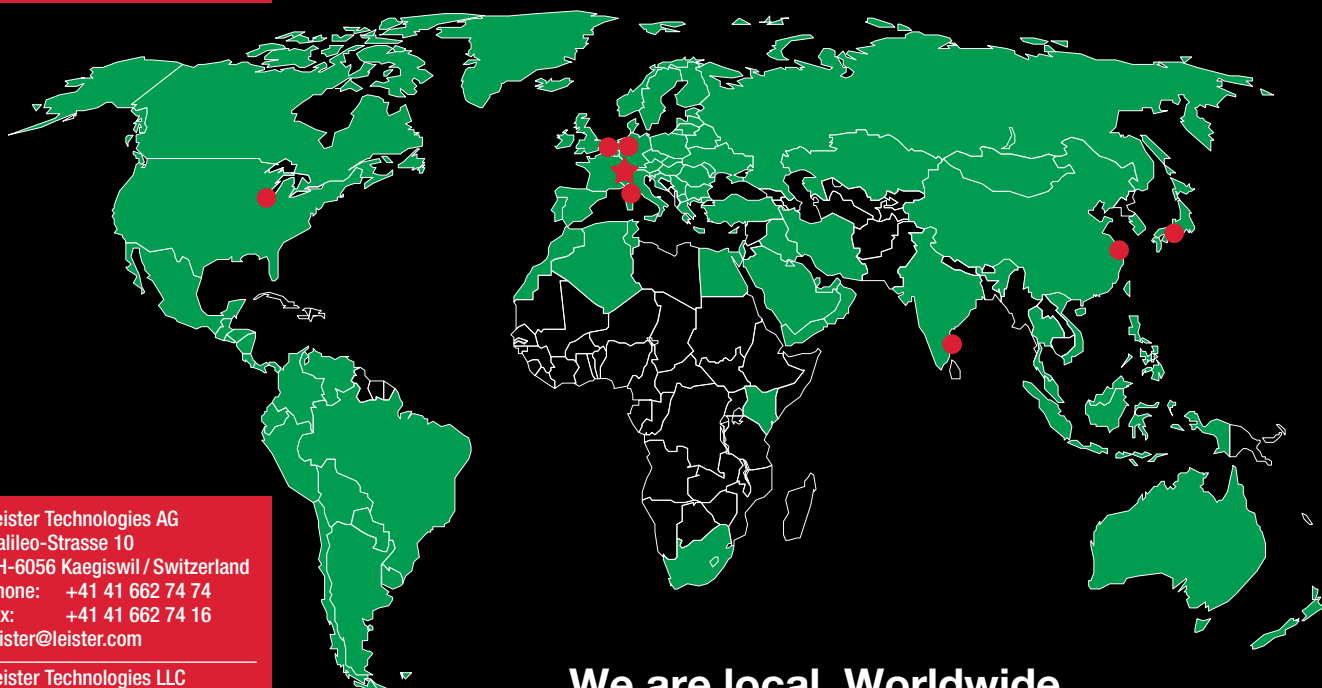 eister Technologies AG
alileo-Strasse 10
H-6056 Kaegiswil / Switzerland
hone: +41 41 662 74 74
x: +41 41 662 74 16
ister@leister.com
eister Technologies LLC
We are local. Worldwide.